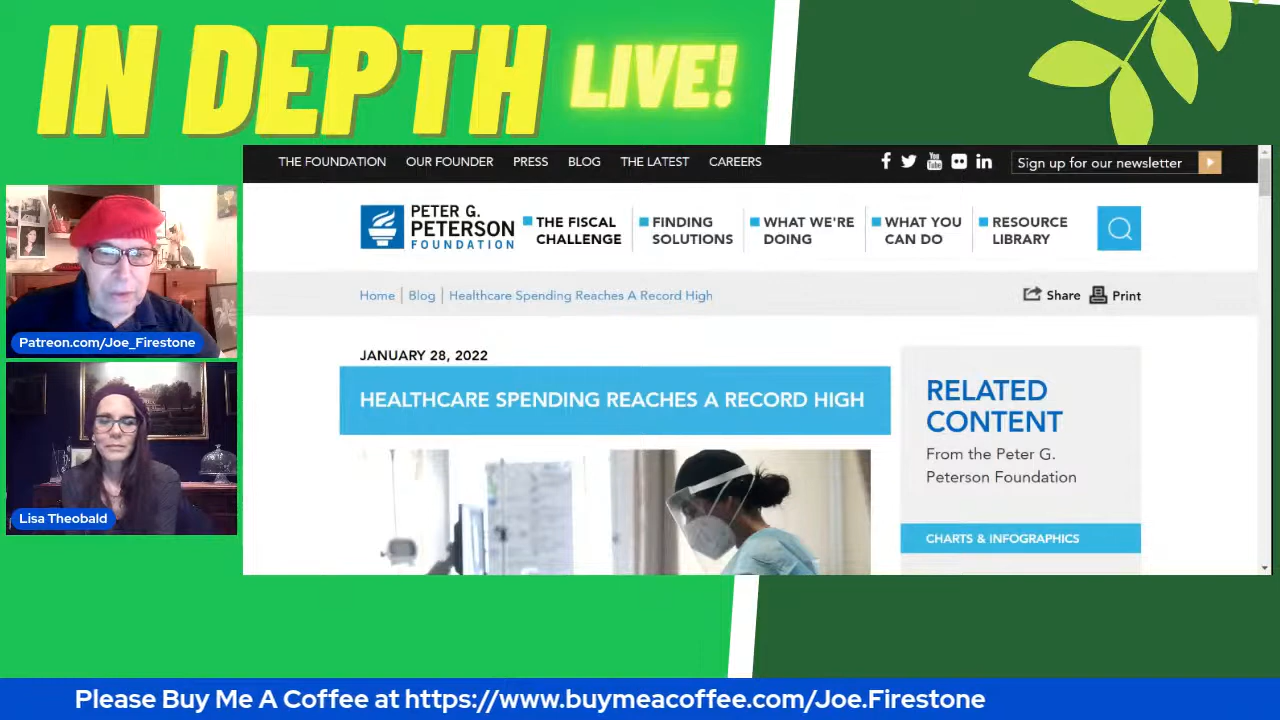 IN DEPTH LIVE!
THE FOUNDATION OUR FOUNDER PRESS BLOG THE LATEST CAREERS
You Tube
in
Sign up for our newsletter
PETER G.
PETERSON
FOUNDATION
THE FISCAL
CHALLENGE
FINDING
SOLUTIONS
WHAT WE'RE
DOING
WHAT YOU
CAN DO
RESOURCE
LIBRARY
Home | Blog | Healthcare Spending Reaches A Record High
Share Print
JANUARY 28, 2022
HEALTHCARE SPENDING REACHES A RECORD HIGH
RELATED
CONTENT
From the Peter G.
Peterson Foundation
CHARTS & INFOGRAPHICS
Patreon.com/Joe_Firestone
Lisa Theobald
Please Buy Me A Coffee at https://www.buymeacoffee.com/Joe.Firestone